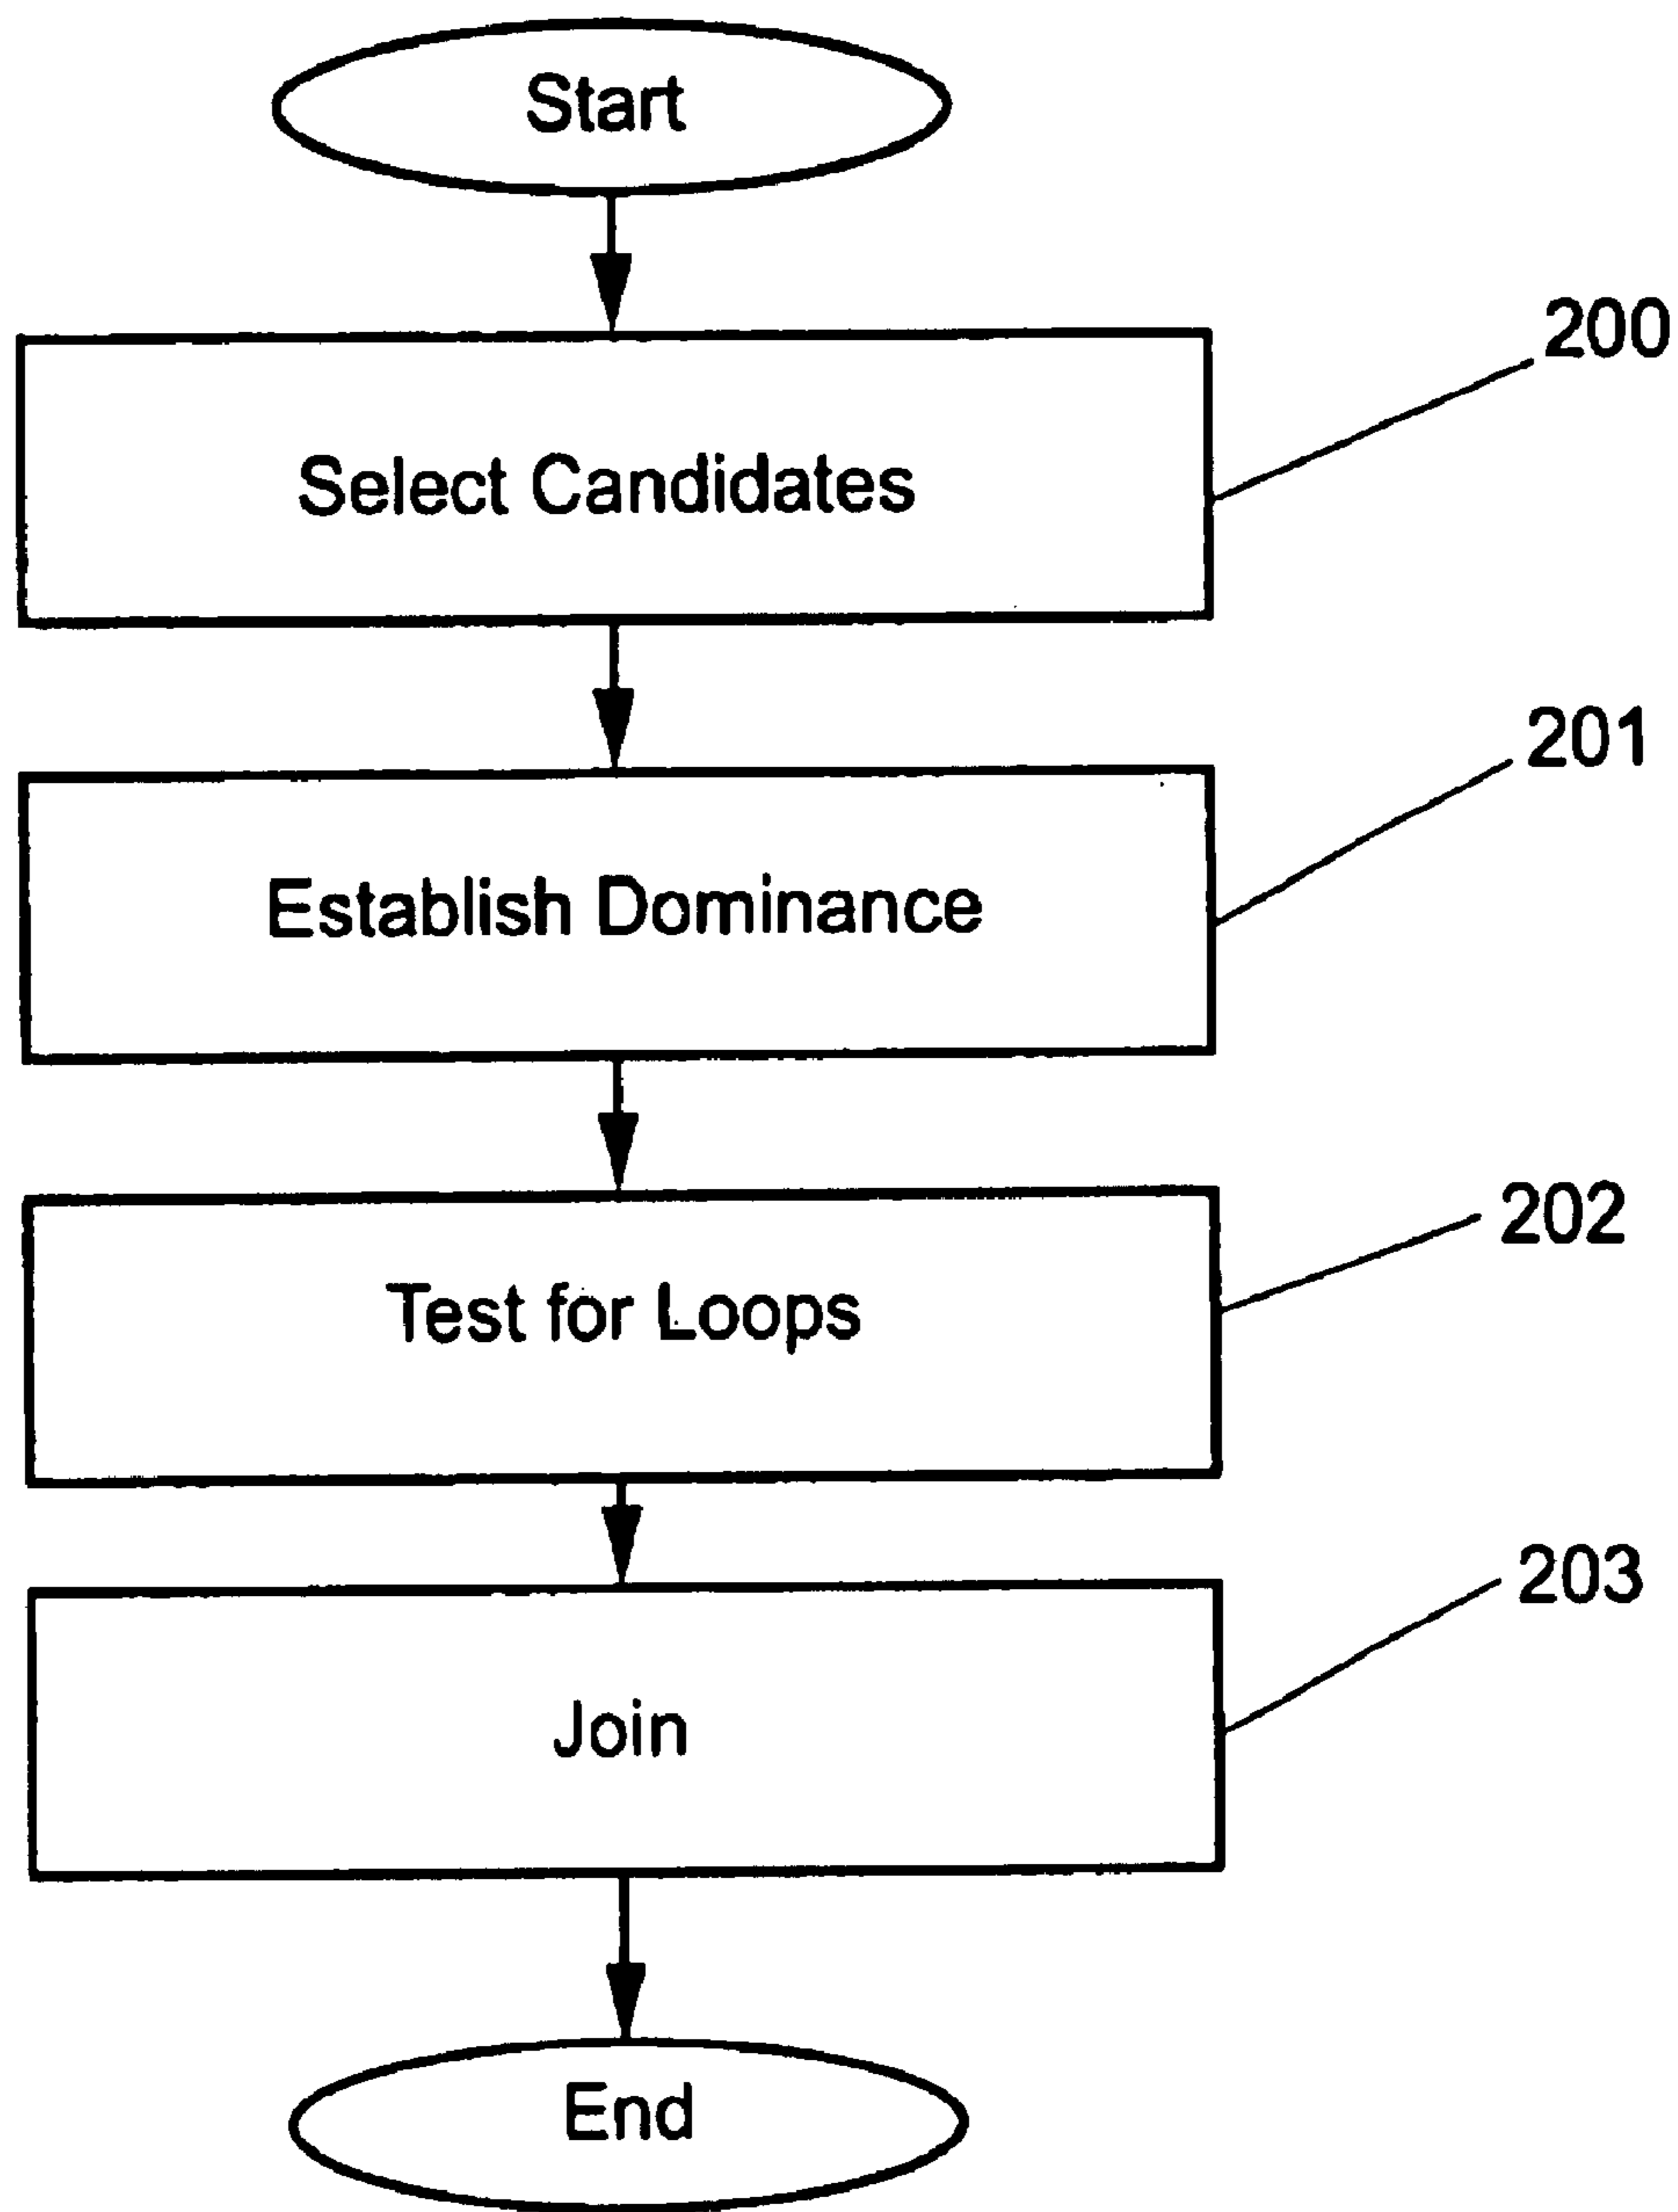 Start
200
Select Candidates
201
Establish Dominance
202
Test for Loops
203
Join
End